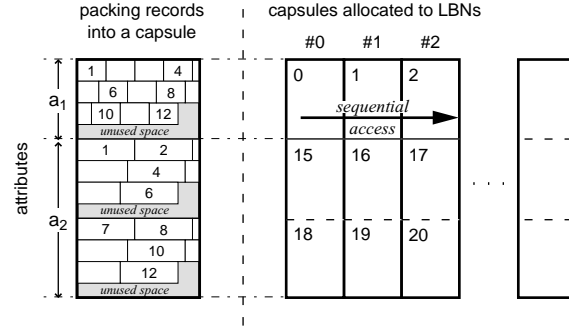 packing records into a capsule
capsules allocated to LBNs
#0 #1 #2
attributes
a1
1 4
6 8
10 12
unused space
a2
1 2
4
6
unused space
7 8
10
12
unused space
0 1 2
sequential
access
15 16 17
18 19 20
. . .